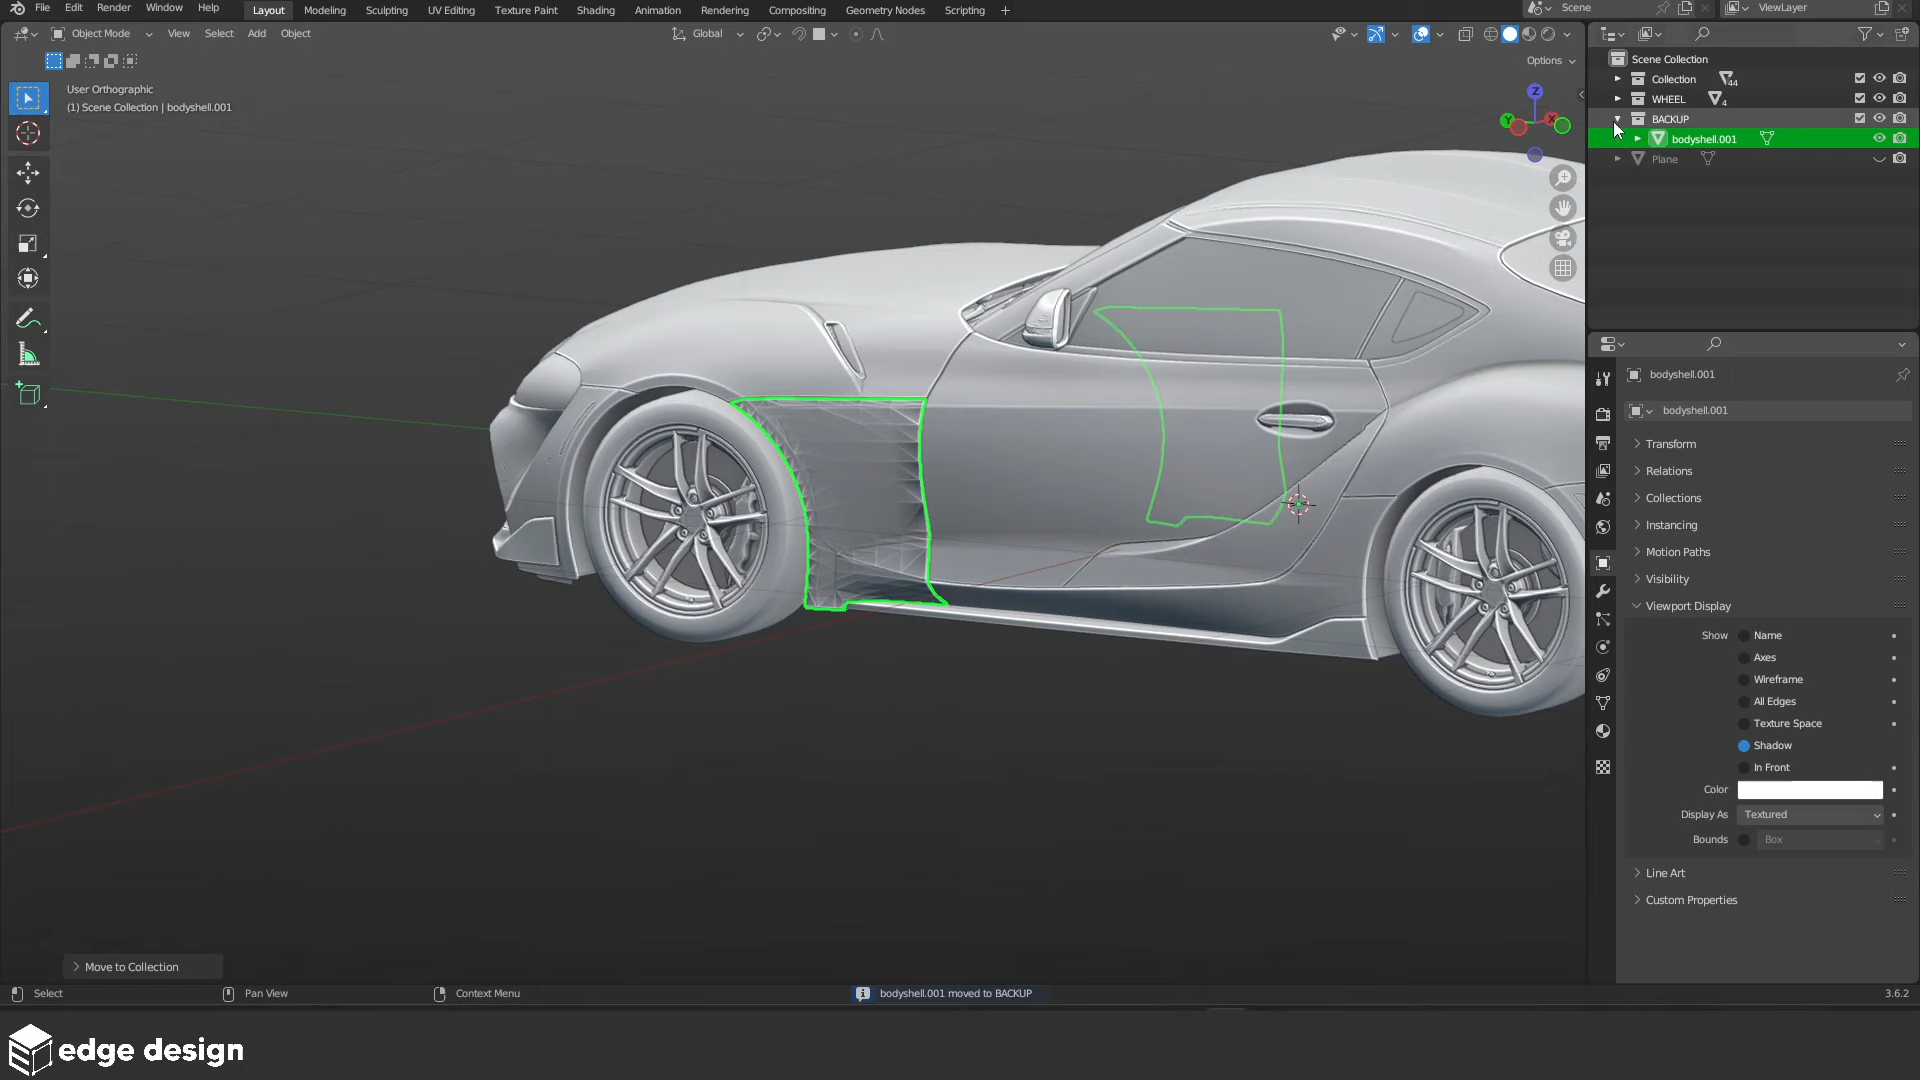 File Edit Render Window Help Layout Modeling Sculpting UV Editing Texture Paint Shading Animation Rendering Compositing Geometry Nodes Scripting + Scene ViewLayer
Object Mode View Select Add Object Global
Options
User Orthographic
(1) Scene Collection | bodyshell.001
Z
Y
X
Scene Collection
Collection 44
WHEEL 4
BACKUP
bodyshell.001
Plane
bodyshell.001
bodyshell.001
Transform
Relations
Collections
Instancing
Motion Paths
Visibility
Viewport Display
Show Name
Axes
Wireframe
All Edges
Texture Space
Shadow
In Front
Color
Display As Textured
Bounds Box
Line Art
Custom Properties
Move to Collection
Select Pan View Context Menu bodyshell.001 moved to BACKUP 3.6.2
edge design